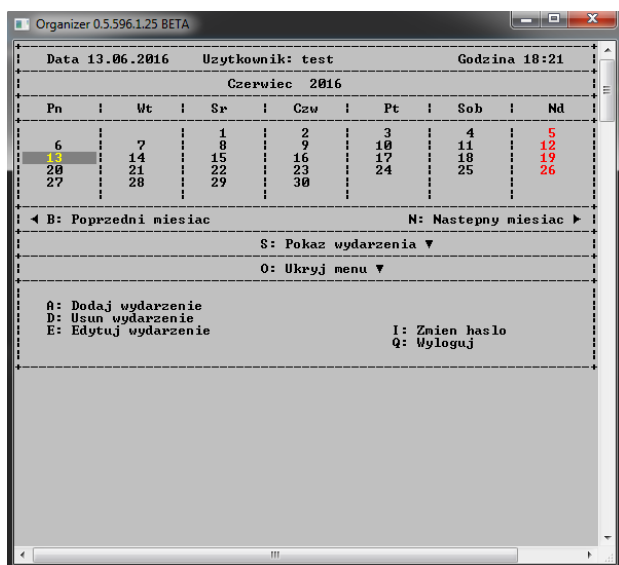 Organizer 0.5.596.1.25 BETA
Data 13.06.2016 Uzytkownik: test Godzina 18:21
Czerwiec 2016
Pn Wt Sr Czw Pt Sob Nd
1 2 3 4 5
6 7 8 9 10 11 12
13 14 15 16 17 18 19
20 21 22 23 24 25 26
27 28 29 30
◄ B: Poprzedni miesiac N: Nastepny miesiac ►
S: Pokaz wydarzenia ▼
O: Ukryj menu ▼
A: Dodaj wydarzenie
D: Usun wydarzenie
E: Edytuj wydarzenie I: Zmien haslo
Q: Wyloguj